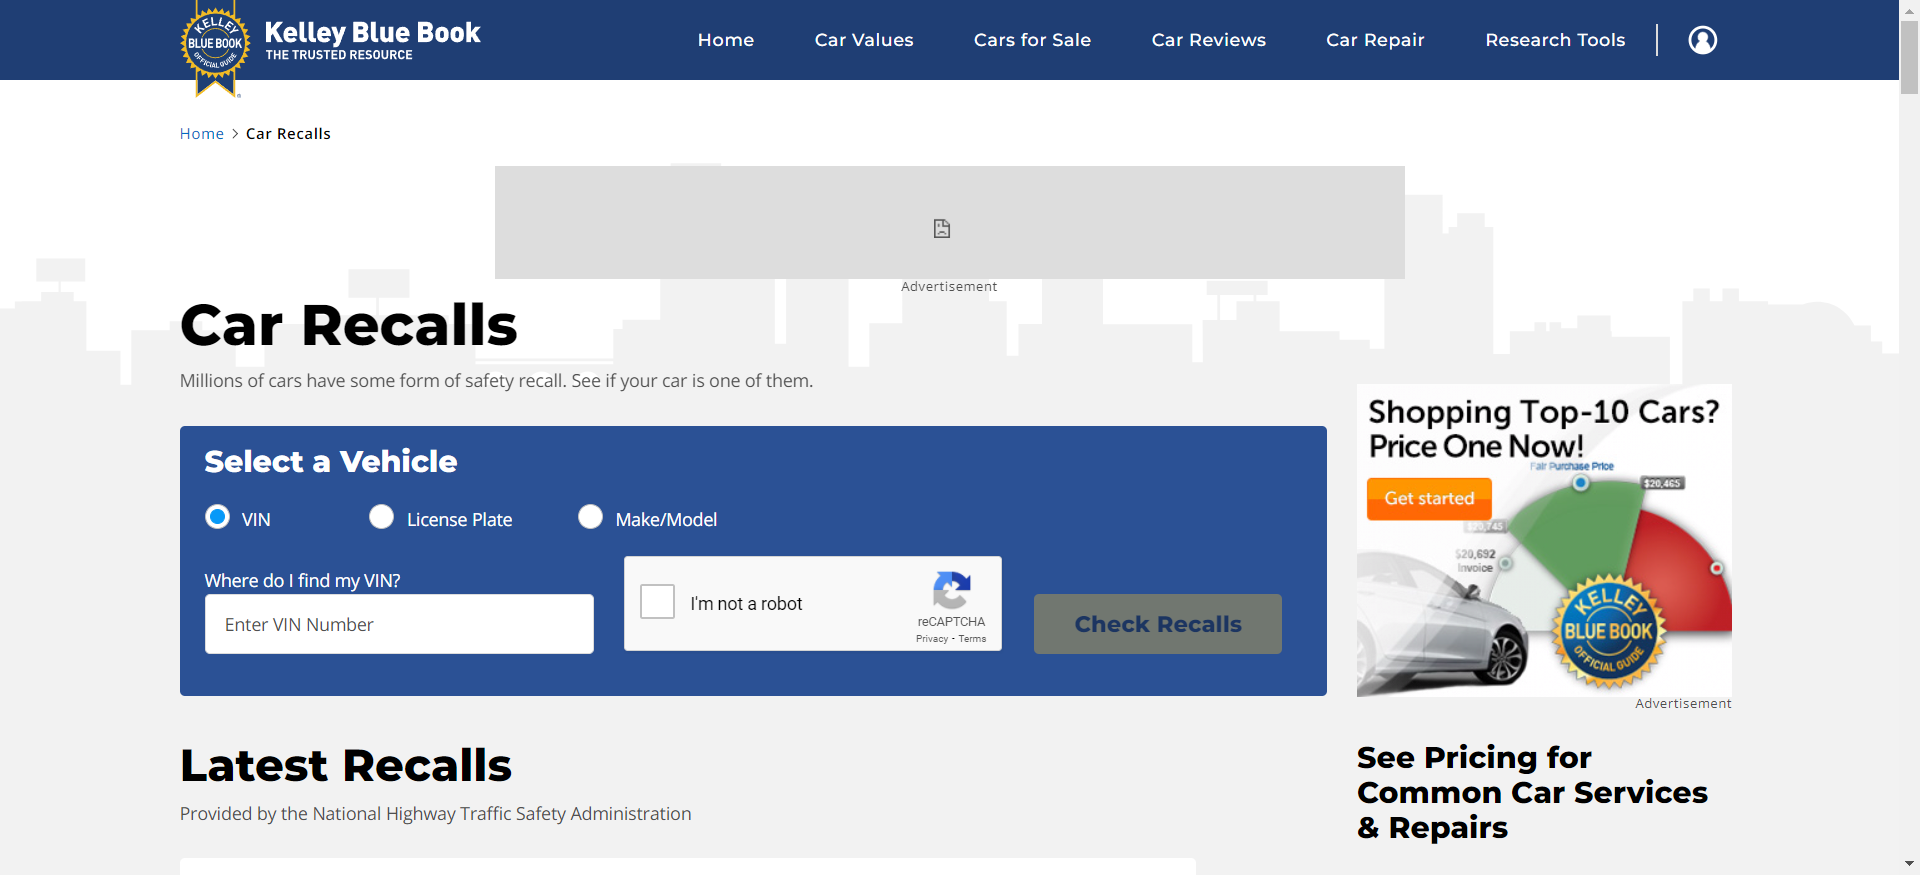 KELLEY
BLUE BOOK
OFFICIAL GUIDE
Kelley Blue Book
THE TRUSTED RESOURCE
Home
Car Values
Cars for Sale
Car Reviews
Car Repair
Research Tools
Home > Car Recalls
Advertisement
Car Recalls
Millions of cars have some form of safety recall. See if your car is one of them.
Select a Vehicle
VIN
License Plate
Make/Model
Where do I find my VIN?
Enter VIN Number
I'm not a robot
reCAPTCHA
Privacy - Terms
Check Recalls
Shopping Top-10 Cars?
Price One Now!
Fair Purchase Price
$20,465
Get started
$20,745
$20,692
Invoice
KELLEY
BLUE BOOK
OFFICIAL GUIDE
Advertisement
Latest Recalls
Provided by the National Highway Traffic Safety Administration
See Pricing for
Common Car Services
& Repairs